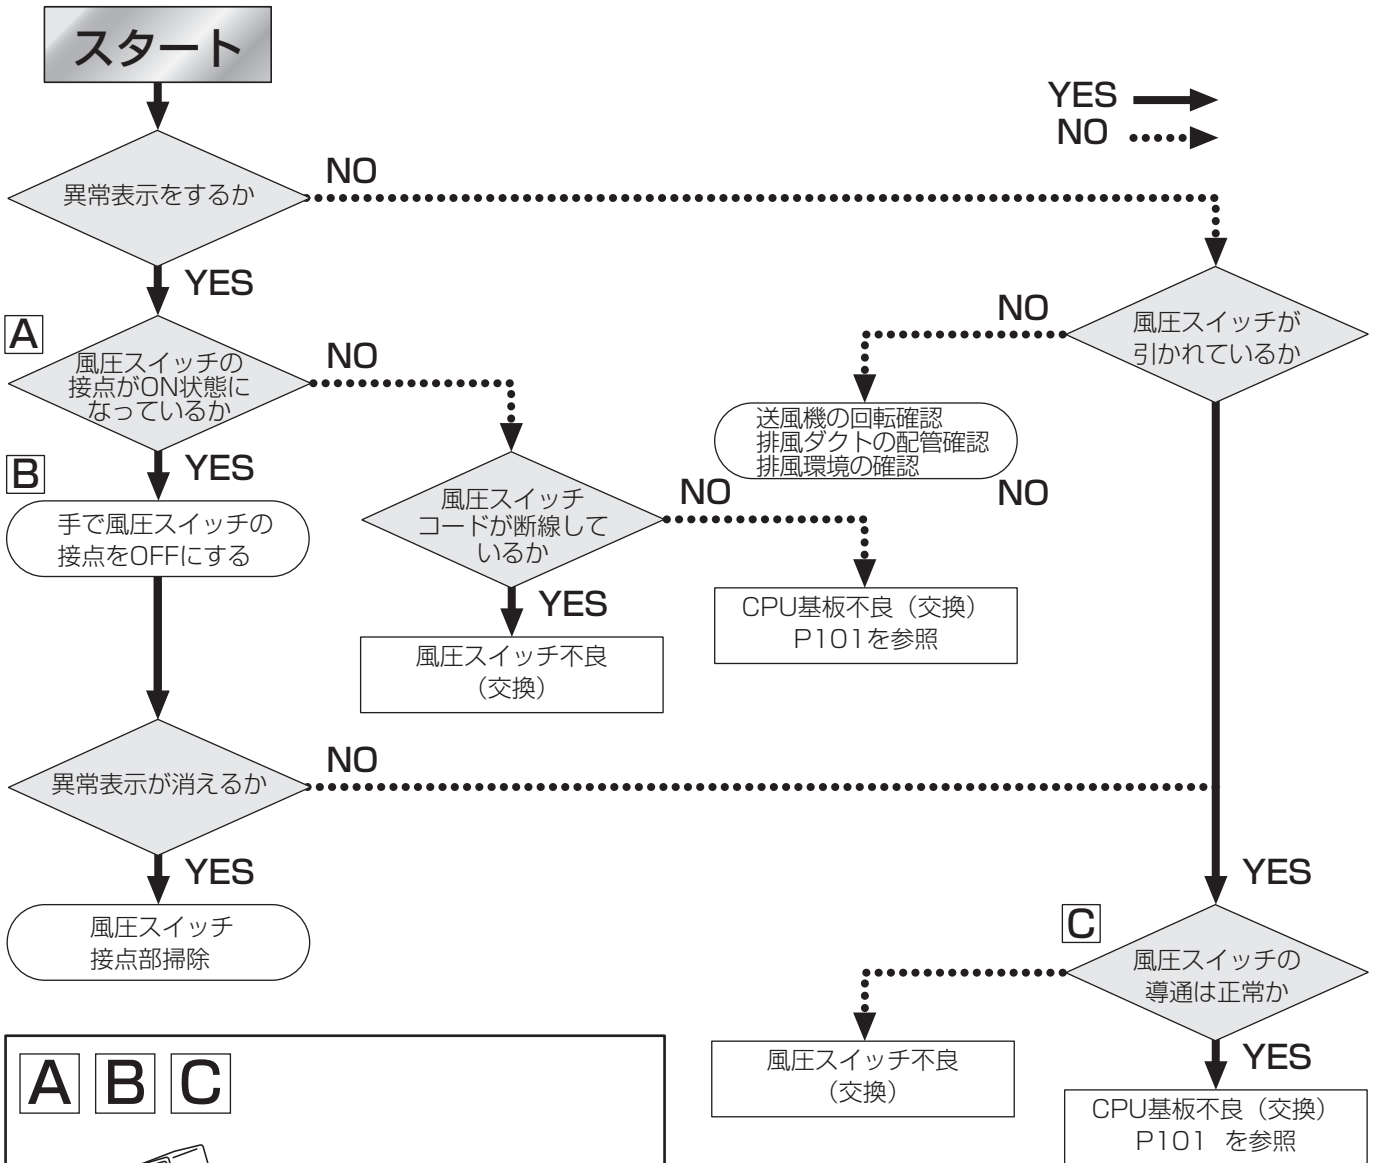 スタート
YES
NO
異常表示をするか
NO
YES
A
風圧スイッチの
接点がON状態に
なっているか
NO
風圧スイッチが
引かれているか
NO
送風機の回転確認
排風ダクトの配管確認
排風環境の確認
YES
B
手で風圧スイッチの
接点をOFFにする
風圧スイッチ
コードが断線して
いるか
NO
NO
YES
CPU基板不良（交換）
P101を参照
風圧スイッチ不良
（交換）
異常表示が消えるか
NO
YES
YES
風圧スイッチ
接点部掃除
C
風圧スイッチの
導通は正常か
YES
風圧スイッチ不良
（交換）
CPU基板不良（交換）
P101 を参照
A B C